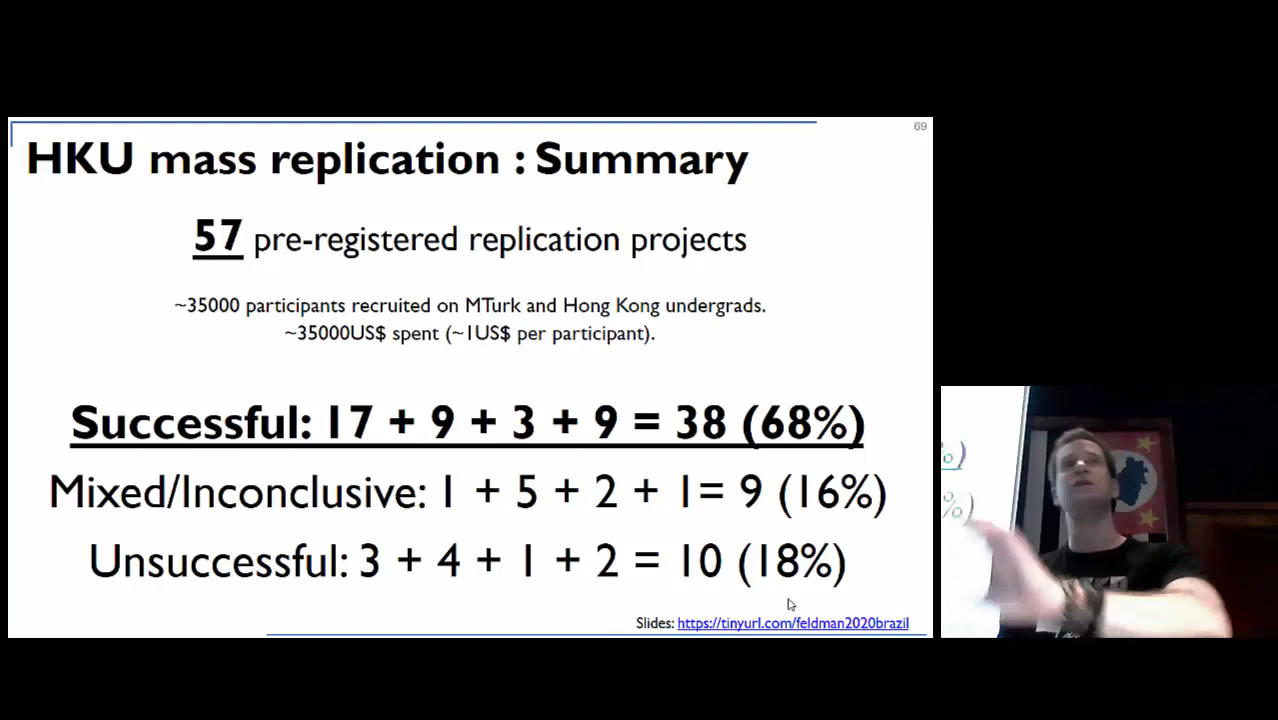 69
HKU mass replication : Summary
57 pre-registered replication projects
~35000 participants recruited on MTurk and Hong Kong undergrads.
~35000US$ spent (~1US$ per participant).
Successful: 17 + 9 + 3 + 9 = 38 (68%)
Mixed/Inconclusive: 1 + 5 + 2 + 1= 9 (16%)
Unsuccessful: 3 + 4 + 1 + 2 = 10 (18%)
Slides: https://tinyurl.com/feldman2020brazil
%)
%)